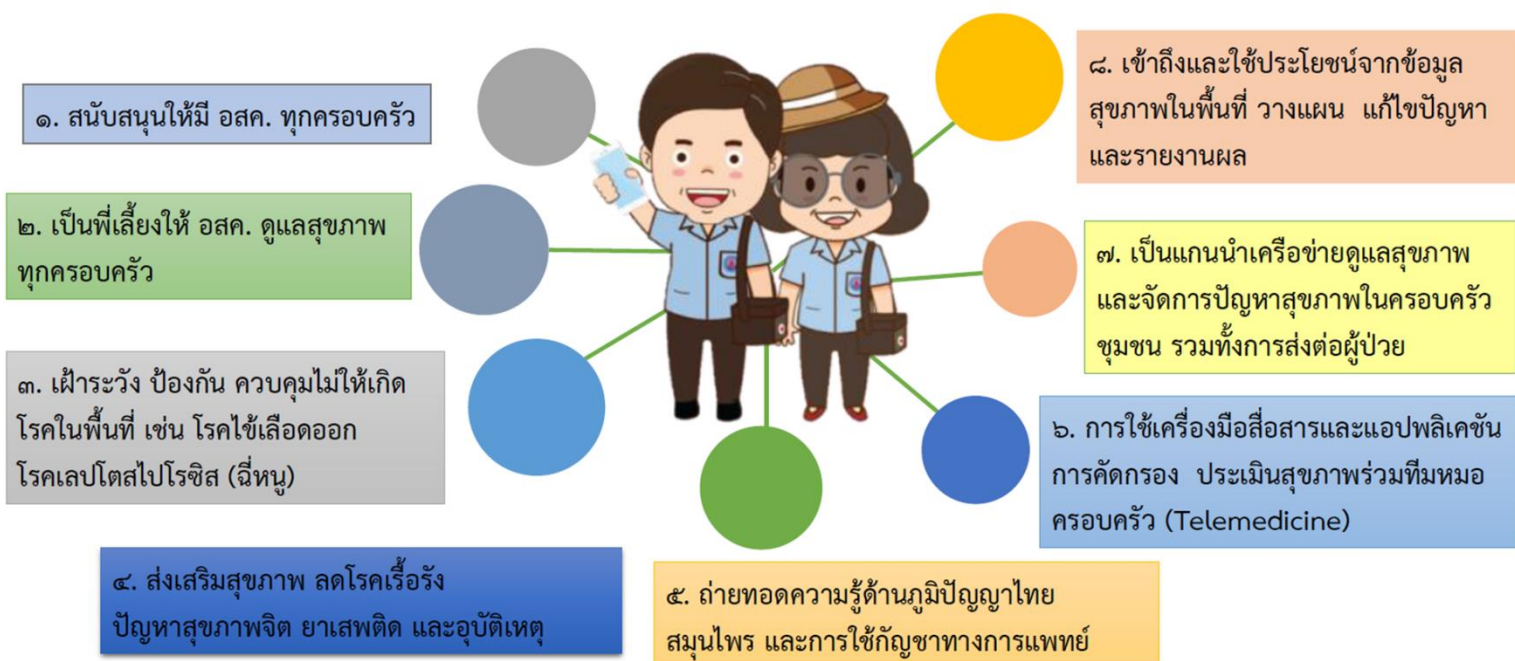 ๑. สนับสนุนให้มี อสค. ทุกครอบครัว
๒. เป็นพี่เลี้ยงให้ อสค. ดูแลสุขภาพ
ทุกครอบครัว
๓. เฝ้าระวัง ป้องกัน ควบคุมไม่ให้เกิด
โรคในพื้นที่ เช่น โรคไข้เลือดออก
โรคเลปโตสไปโรซิส (ฉี่หนู)
๔. ส่งเสริมสุขภาพ ลดโรคเรื้อรัง
ปัญหาสุขภาพจิต ยาเสพติด และอุบัติเหตุ
๕. ถ่ายทอดความรู้ด้านภูมิปัญญาไทย
สมุนไพร และการใช้กัญชาทางการแพทย์
๖. การใช้เครื่องมือสื่อสารและแอปพลิเคชัน
การคัดกรอง ประเมินสุขภาพร่วมทีมหมอ
ครอบครัว (Telemedicine)
๗. เป็นแกนนำเครือข่ายดูแลสุขภาพ
และจัดการปัญหาสุขภาพในครอบครัว
ชุมชน รวมทั้งการส่งต่อผู้ป่วย
๘. เข้าถึงและใช้ประโยชน์จากข้อมูล
สุขภาพในพื้นที่ วางแผน แก้ไขปัญหา
และรายงานผล